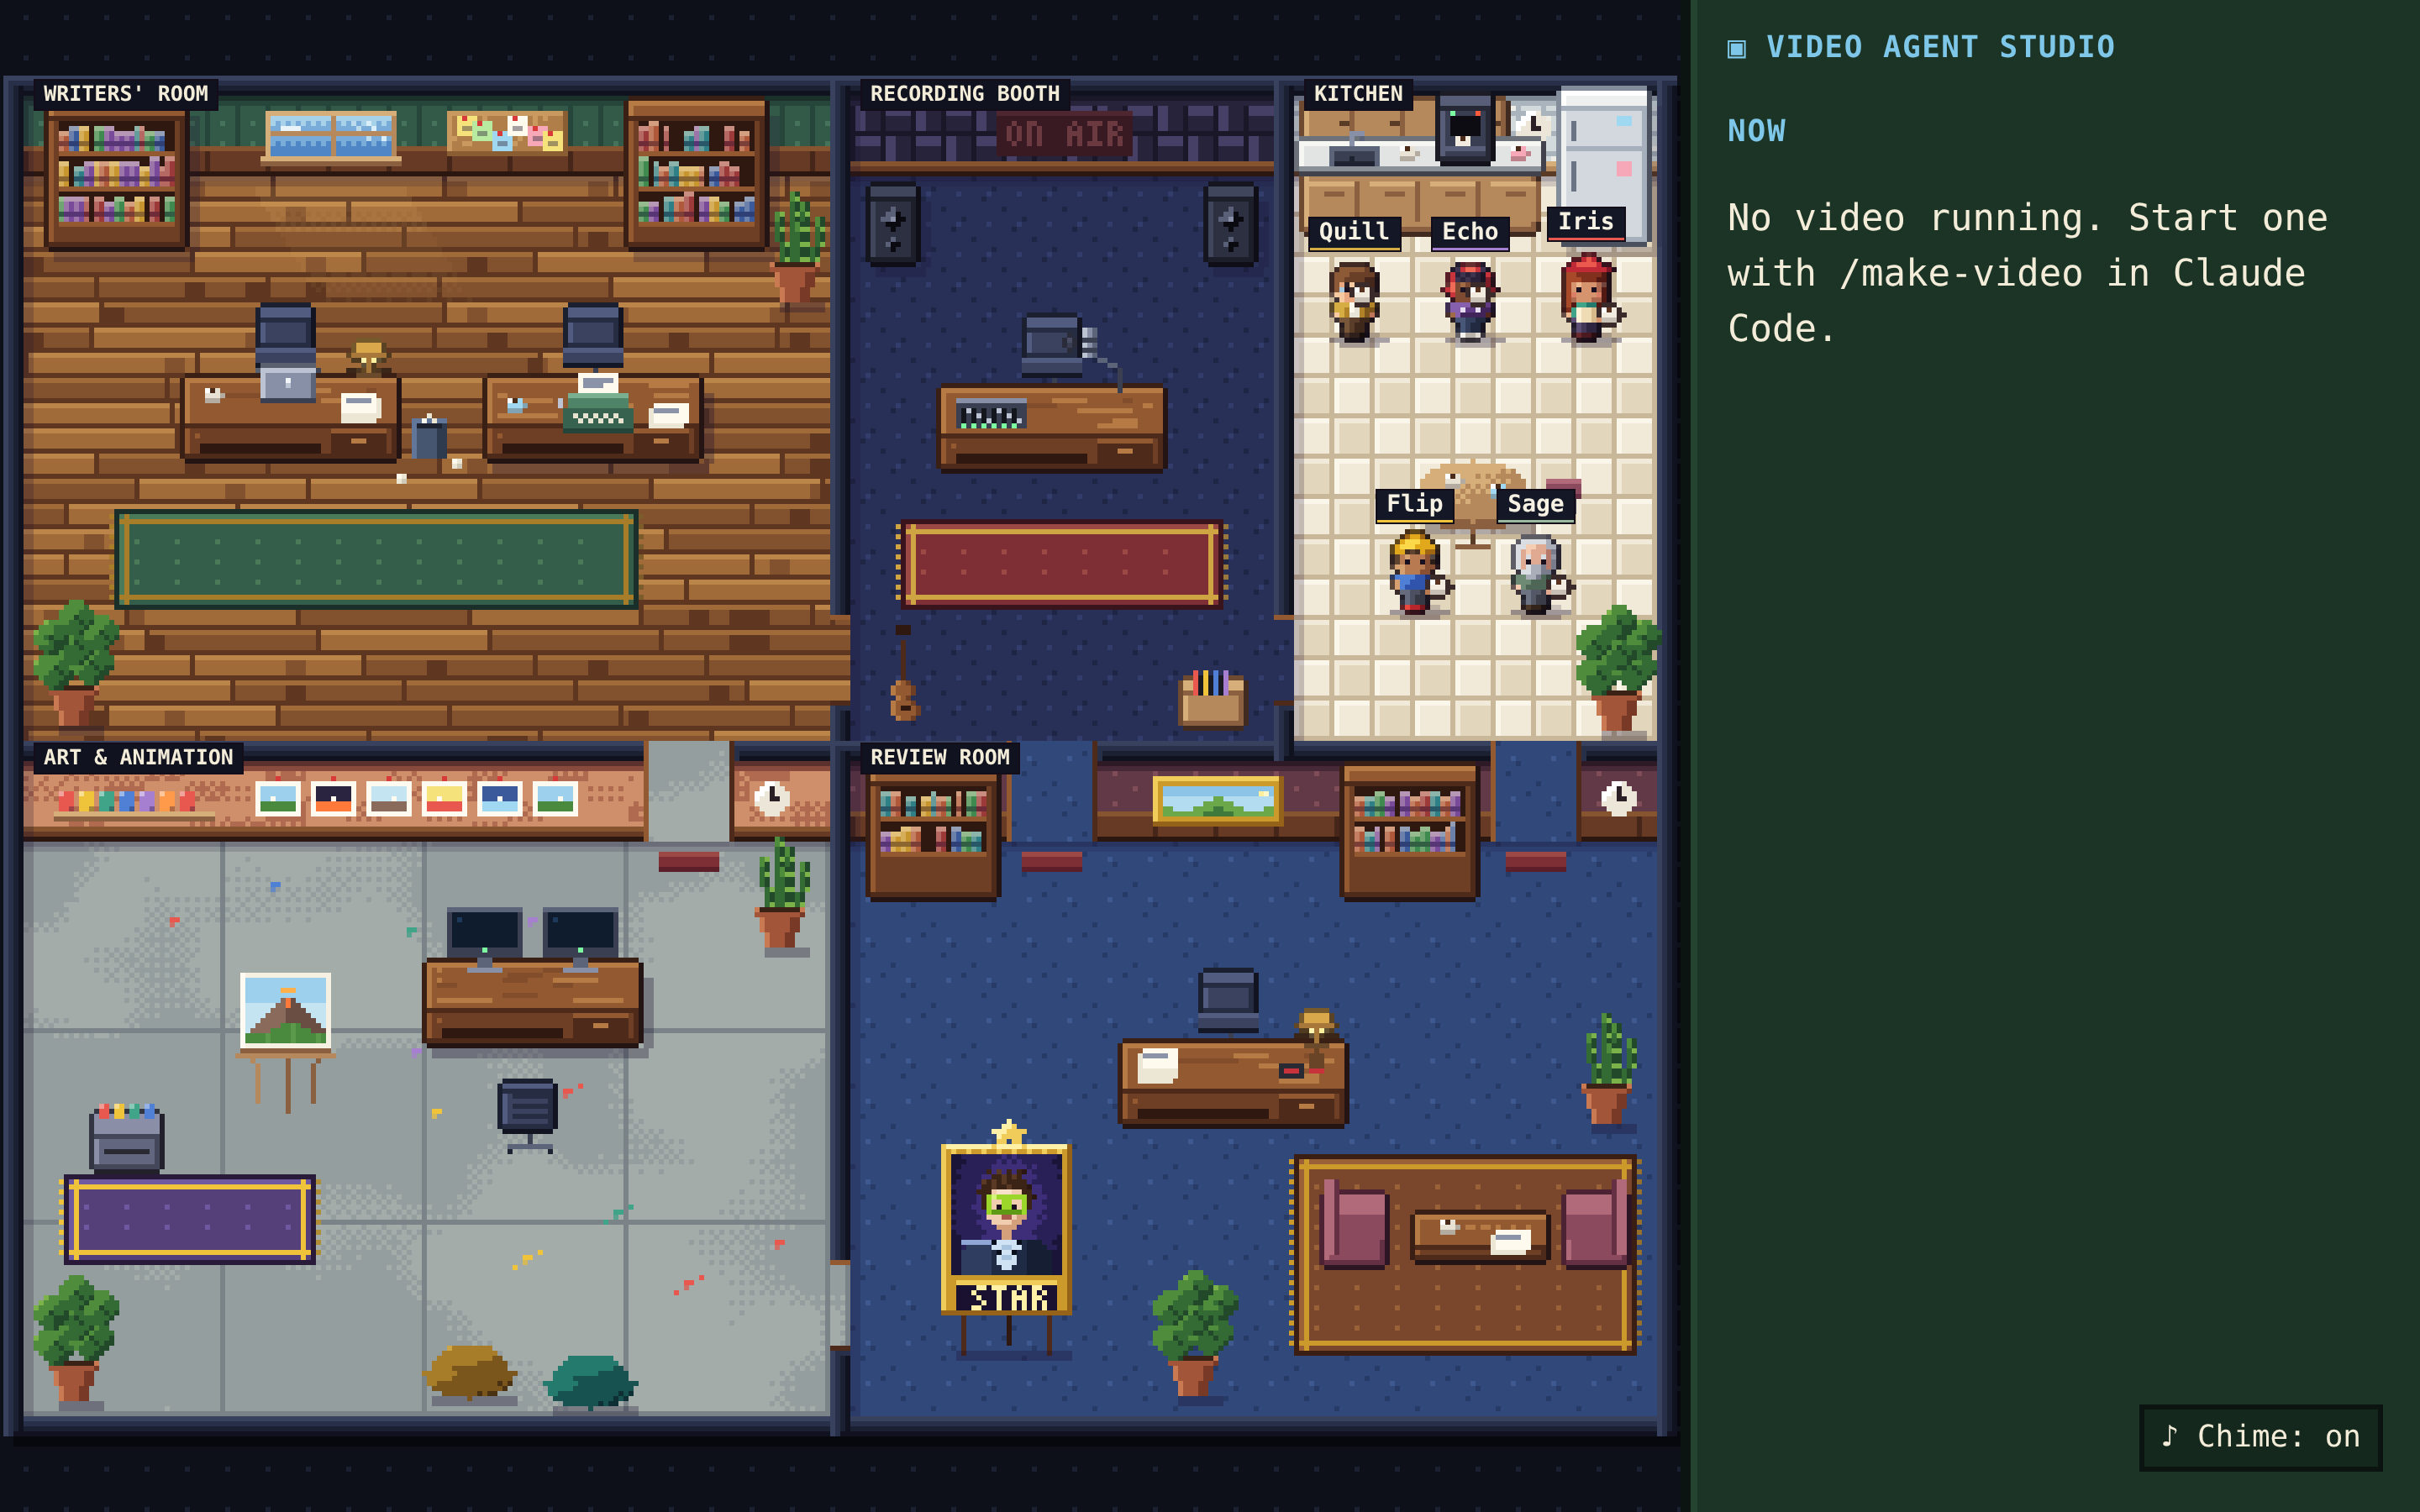 WRITERS' ROOM
RECORDING BOOTH
KITCHEN
ON AIR
Quill
Echo
Iris
Flip
Sage
ART & ANIMATION
REVIEW ROOM
STAR
▣ VIDEO AGENT STUDIO
NOW
No video running. Start one
with /make-video in Claude
Code.
♪ Chime: on